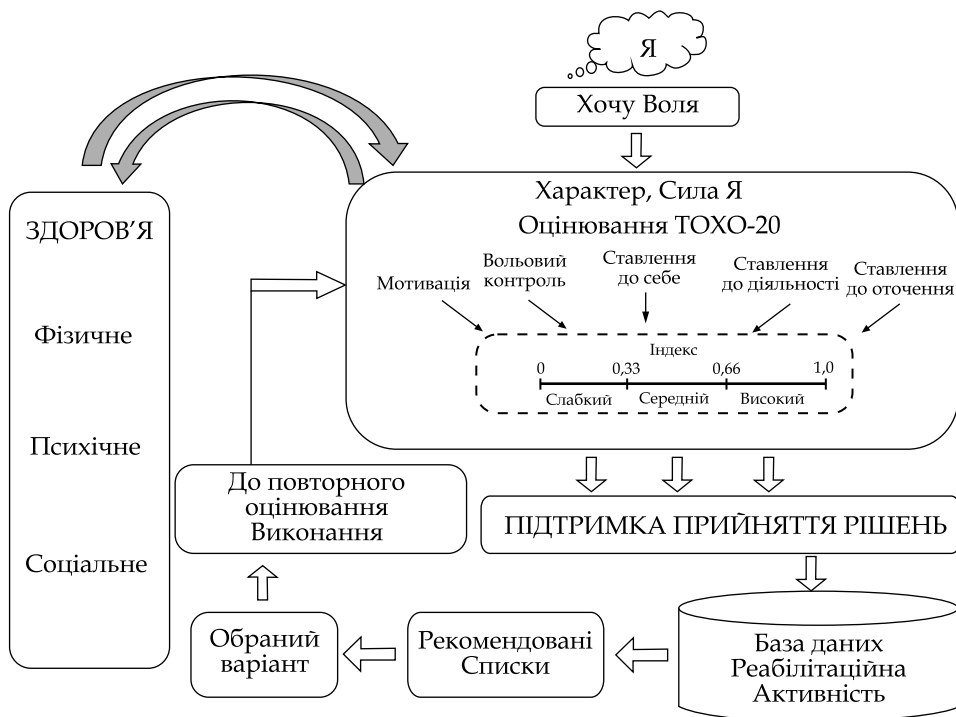 Я
Хочу Воля
Характер, Сила Я
Оцінювання ТОХО-20
Мотивація
Вольовий
контроль
Ставлення
до себе
Ставлення
до діяльності
Ставлення
до оточення
Індекс
0 0,33 0,66 1,0
Слабкий Середній Високий
ЗДОРОВ’Я
Фізичне
Психічне
Соціальне
До повторного
оцінювання
Виконання
ПІДТРИМКА ПРИЙНЯТТЯ РІШЕНЬ
Обраний
варіант
Рекомендовані
Списки
База даних
Реабілітаційна
Активність